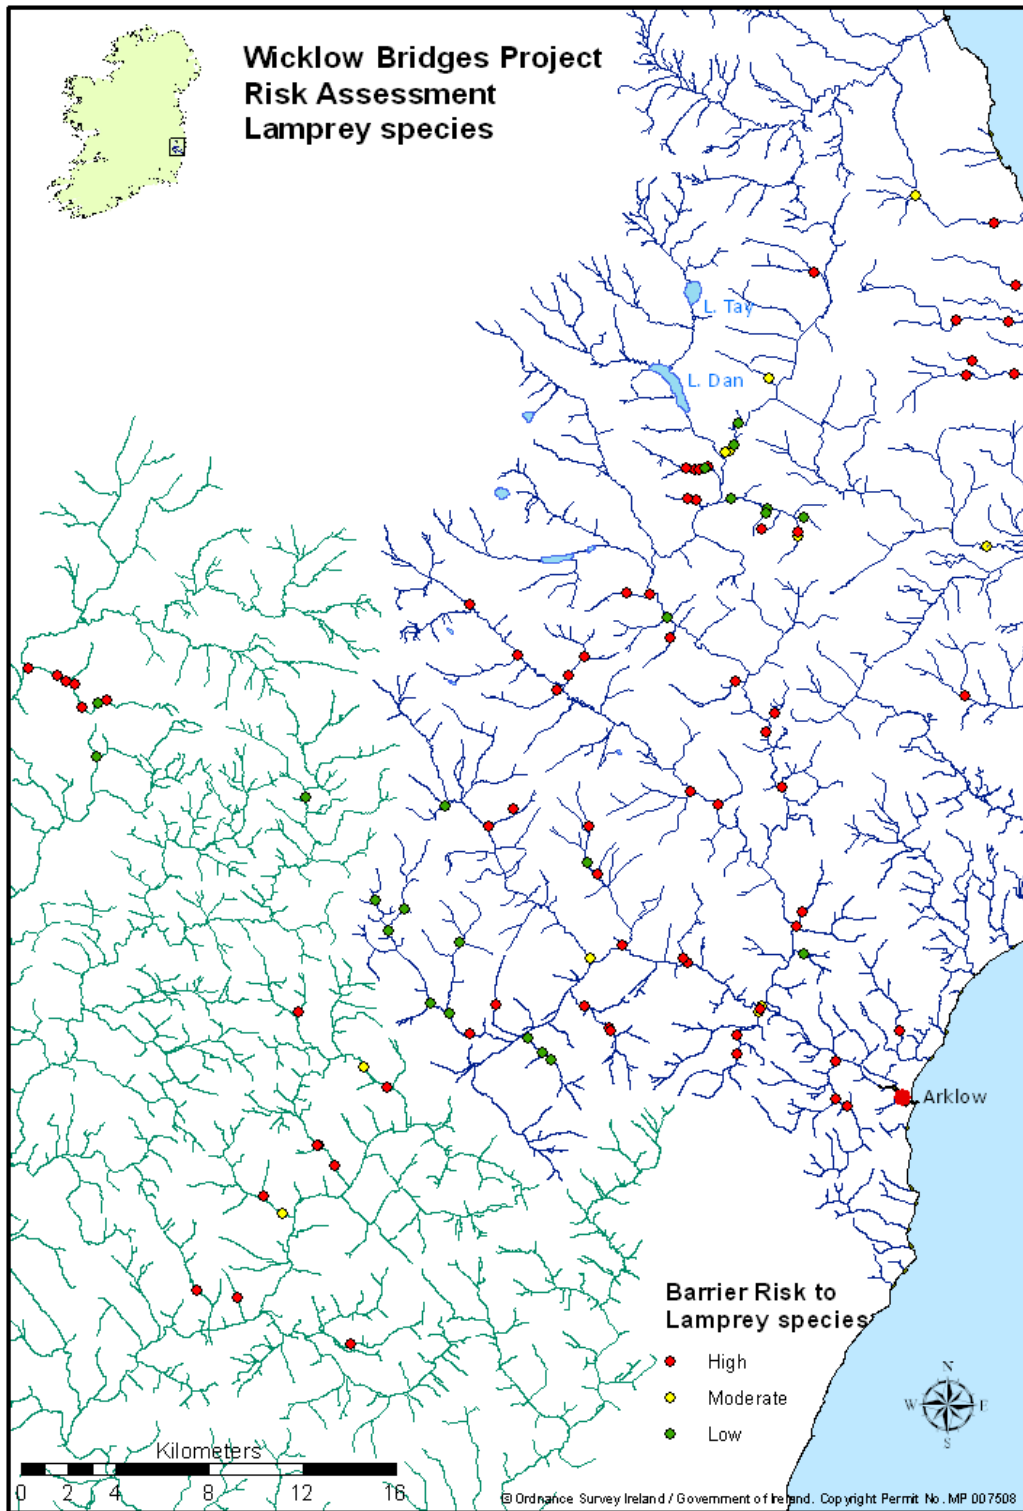 Wicklow Bridges Project
Risk Assessment
Lamprey species
L. Tay
L. Dan
Arklow
Barrier Risk to
Lamprey species
High
Moderate
Low
N
W E
S
Kilometers
0 2 4 8 12 16
© Ordnance Survey Ireland / Government of Ireland. Copyright Permit No. MP 007508